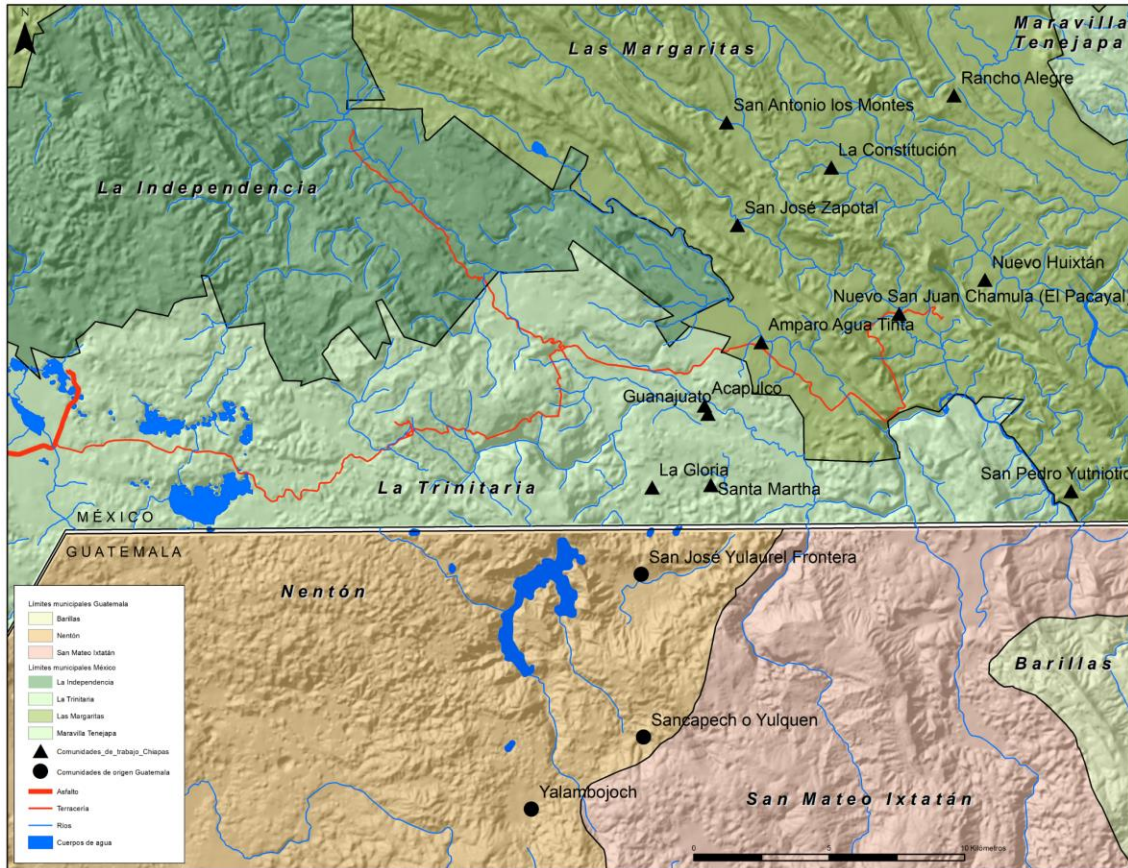 N
Las Margaritas
Maravilla
Tenejapa
Rancho Alegre
San Antonio los Montes
La Constitución
La Independencia
San José Zapotal
Nuevo Huixtán
Nuevo San Juan Chamula (El Pacayal)
Amparo Agua Tinta
Guanajuato
Acapulco
La Gloria
Santa Martha
La Trinitaria
San Pedro Yutniotic
MÉXICO
GUATEMALA
San José Yulaurel Frontera
Nentón
Barillas
Sancapech o Yulquen
Yalambojoch
San Mateo Ixtatán
Límites municipales Guatemala
Barillas
Nentón
San Mateo Ixtatán
Límites municipales México
La Independencia
La Trinitaria
Las Margaritas
Maravilla Tenejapa
Comunidades_de_trabajo_Chiapas
Comunidades de origen Guatemala
Asfalto
Terracería
Ríos
Cuerpos de agua
0 5 10 Kilómetros